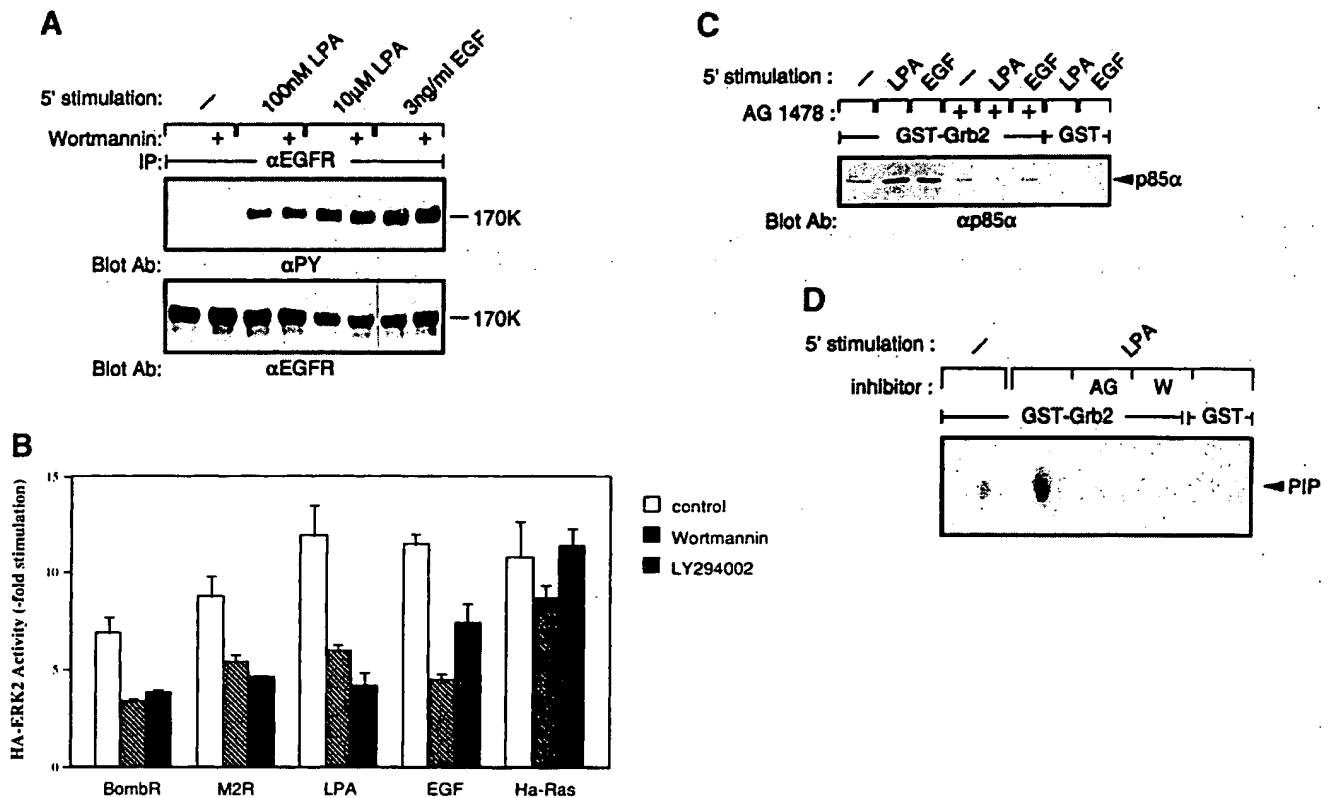 A
5' stimulation: / 100nM LPA 10µM LPA 3ng/ml EGF
Wortmannin: + + + +
IP: αEGFR
170K
Blot Ab: αPY
170K
Blot Ab: αEGFR
B
HA-ERK2 Activity (-fold stimulation)
15
10
5
0
BombR M2R LPA EGF Ha-Ras
control
Wortmannin
LY294002
C
5' stimulation : / LPA EGF / LPA EGF LPA EGF
AG 1478 : + + +
GST-Grb2 GST
p85α
Blot Ab: αp85α
D
5' stimulation : / LPA
inhibitor : AG W
GST-Grb2 GST
PIP